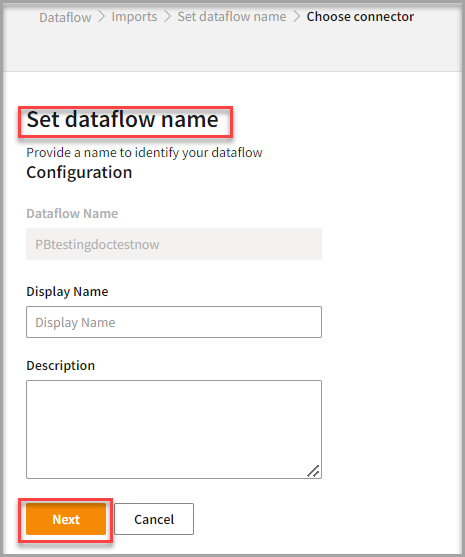 Dataflow > Imports > Set dataflow name > Choose connector
Set dataflow name
Provide a name to identify your dataflow
Configuration
Dataflow Name
PBtestingdoctestnow
Display Name
Display Name
Description
Next Cancel